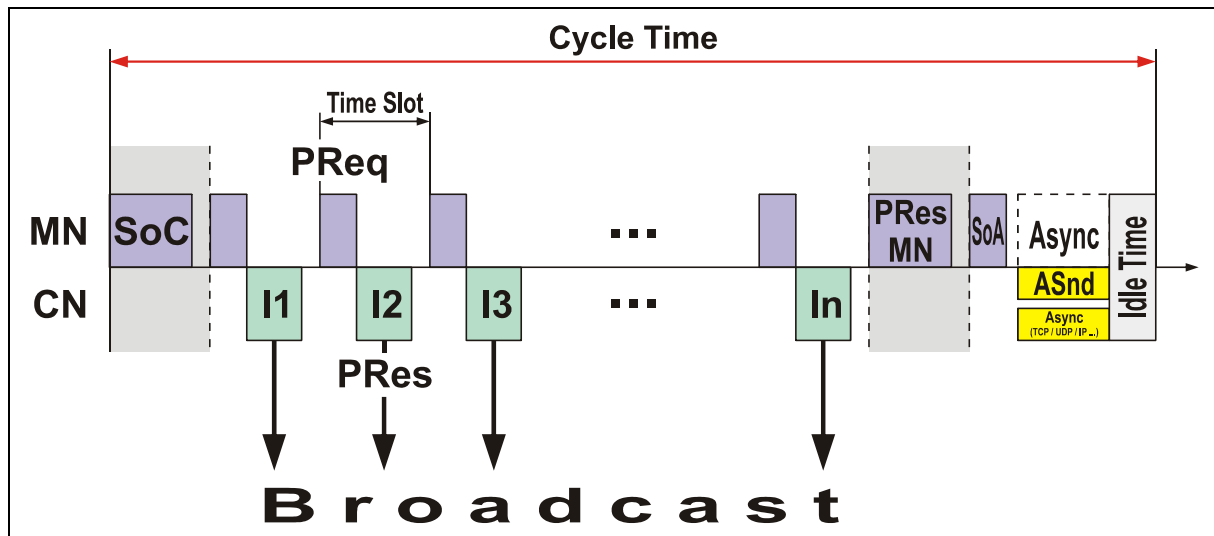 Cycle Time
Time Slot
PReq
MN
SoC
...
PRes
MN
SoA
Async
Idle Time
CN
I1
I2
I3
...
In
ASnd
Async
(TCP / UDP / IP ...)
PRes
Broadcast